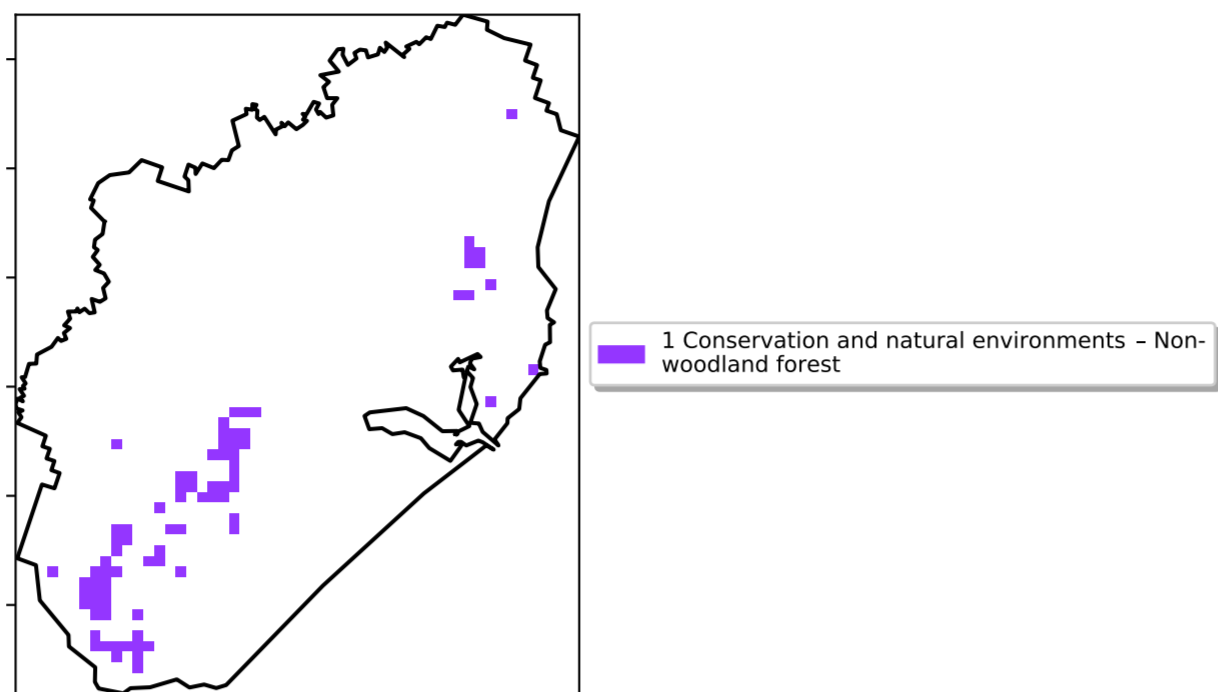 1 Conservation and natural environments – Non-
woodland forest